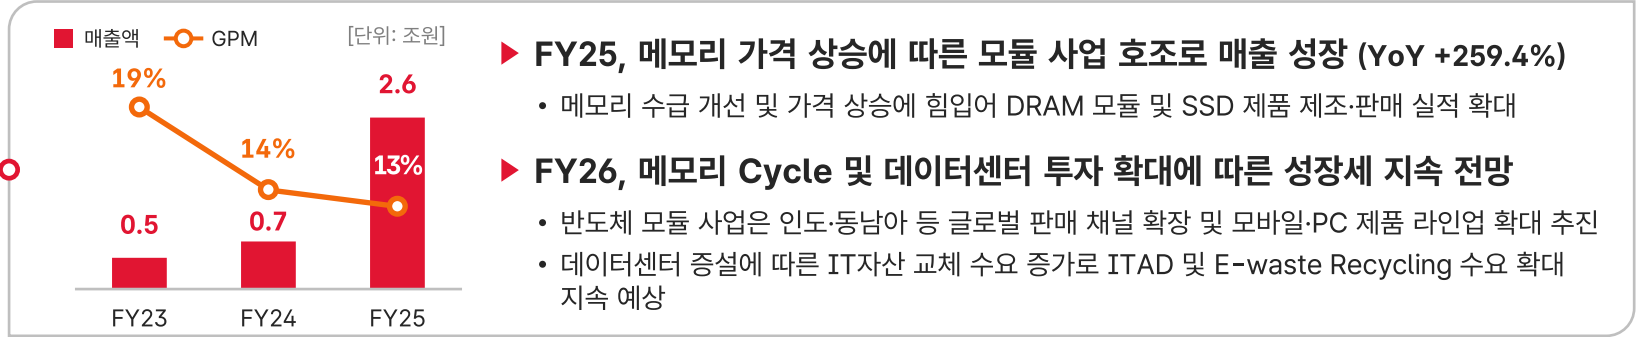 매출액 GPM [단위: 조원]
19%
14%
13%
0.5
0.7
2.6
FY23 FY24 FY25
▶ FY25, 메모리 가격 상승에 따른 모듈 사업 호조로 매출 성장 (YoY +259.4%)
• 메모리 수급 개선 및 가격 상승에 힘입어 DRAM 모듈 및 SSD 제품 제조·판매 실적 확대
▶ FY26, 메모리 Cycle 및 데이터센터 투자 확대에 따른 성장세 지속 전망
• 반도체 모듈 사업은 인도·동남아 등 글로벌 판매 채널 확장 및 모바일·PC 제품 라인업 확대 추진
• 데이터센터 증설에 따른 IT자산 교체 수요 증가로 ITAD 및 E-waste Recycling 수요 확대
지속 예상